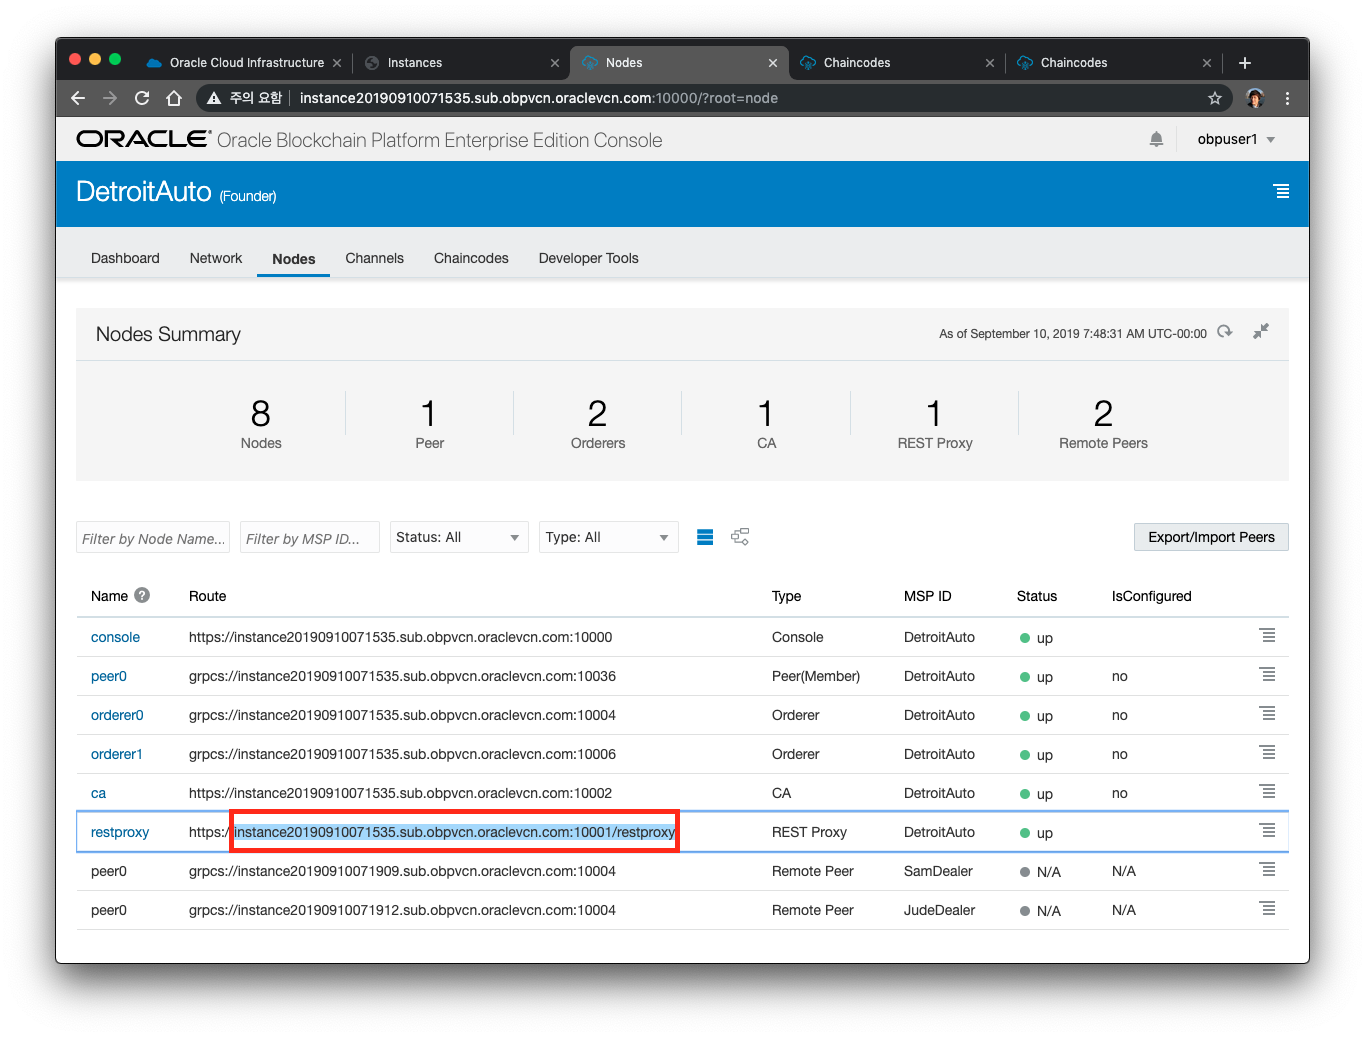 Oracle Cloud Infrastructure
Instances
Nodes
Chaincodes
Chaincodes
주의 요함
instance20190910071535.sub.obpvcn.oraclevcn.com:10000/?root=node
ORACLE Oracle Blockchain Platform Enterprise Edition Console
obpuser1
DetroitAuto (Founder)
Dashboard Network Nodes Channels Chaincodes Developer Tools
Nodes Summary
As of September 10, 2019 7:48:31 AM UTC-00:00
8 1 2 1 1 2
Nodes Peer Orderers CA REST Proxy Remote Peers
Filter by Node Name... Filter by MSP ID... Status: All Type: All Export/Import Peers
Name ? Route Type MSP ID Status IsConfigured
console https://instance20190910071535.sub.obpvcn.oraclevcn.com:10000 Console DetroitAuto up
peer0 grpcs://instance20190910071535.sub.obpvcn.oraclevcn.com:10036 Peer(Member) DetroitAuto up no
orderer0 grpcs://instance20190910071535.sub.obpvcn.oraclevcn.com:10004 Orderer DetroitAuto up no
orderer1 grpcs://instance20190910071535.sub.obpvcn.oraclevcn.com:10006 Orderer DetroitAuto up no
ca https://instance20190910071535.sub.obpvcn.oraclevcn.com:10002 CA DetroitAuto up no
restproxy https://instance20190910071535.sub.obpvcn.oraclevcn.com:10001/restproxy REST Proxy DetroitAuto up
peer0 grpcs://instance20190910071909.sub.obpvcn.oraclevcn.com:10004 Remote Peer SamDealer N/A N/A
peer0 grpcs://instance20190910071912.sub.obpvcn.oraclevcn.com:10004 Remote Peer JudeDealer N/A N/A